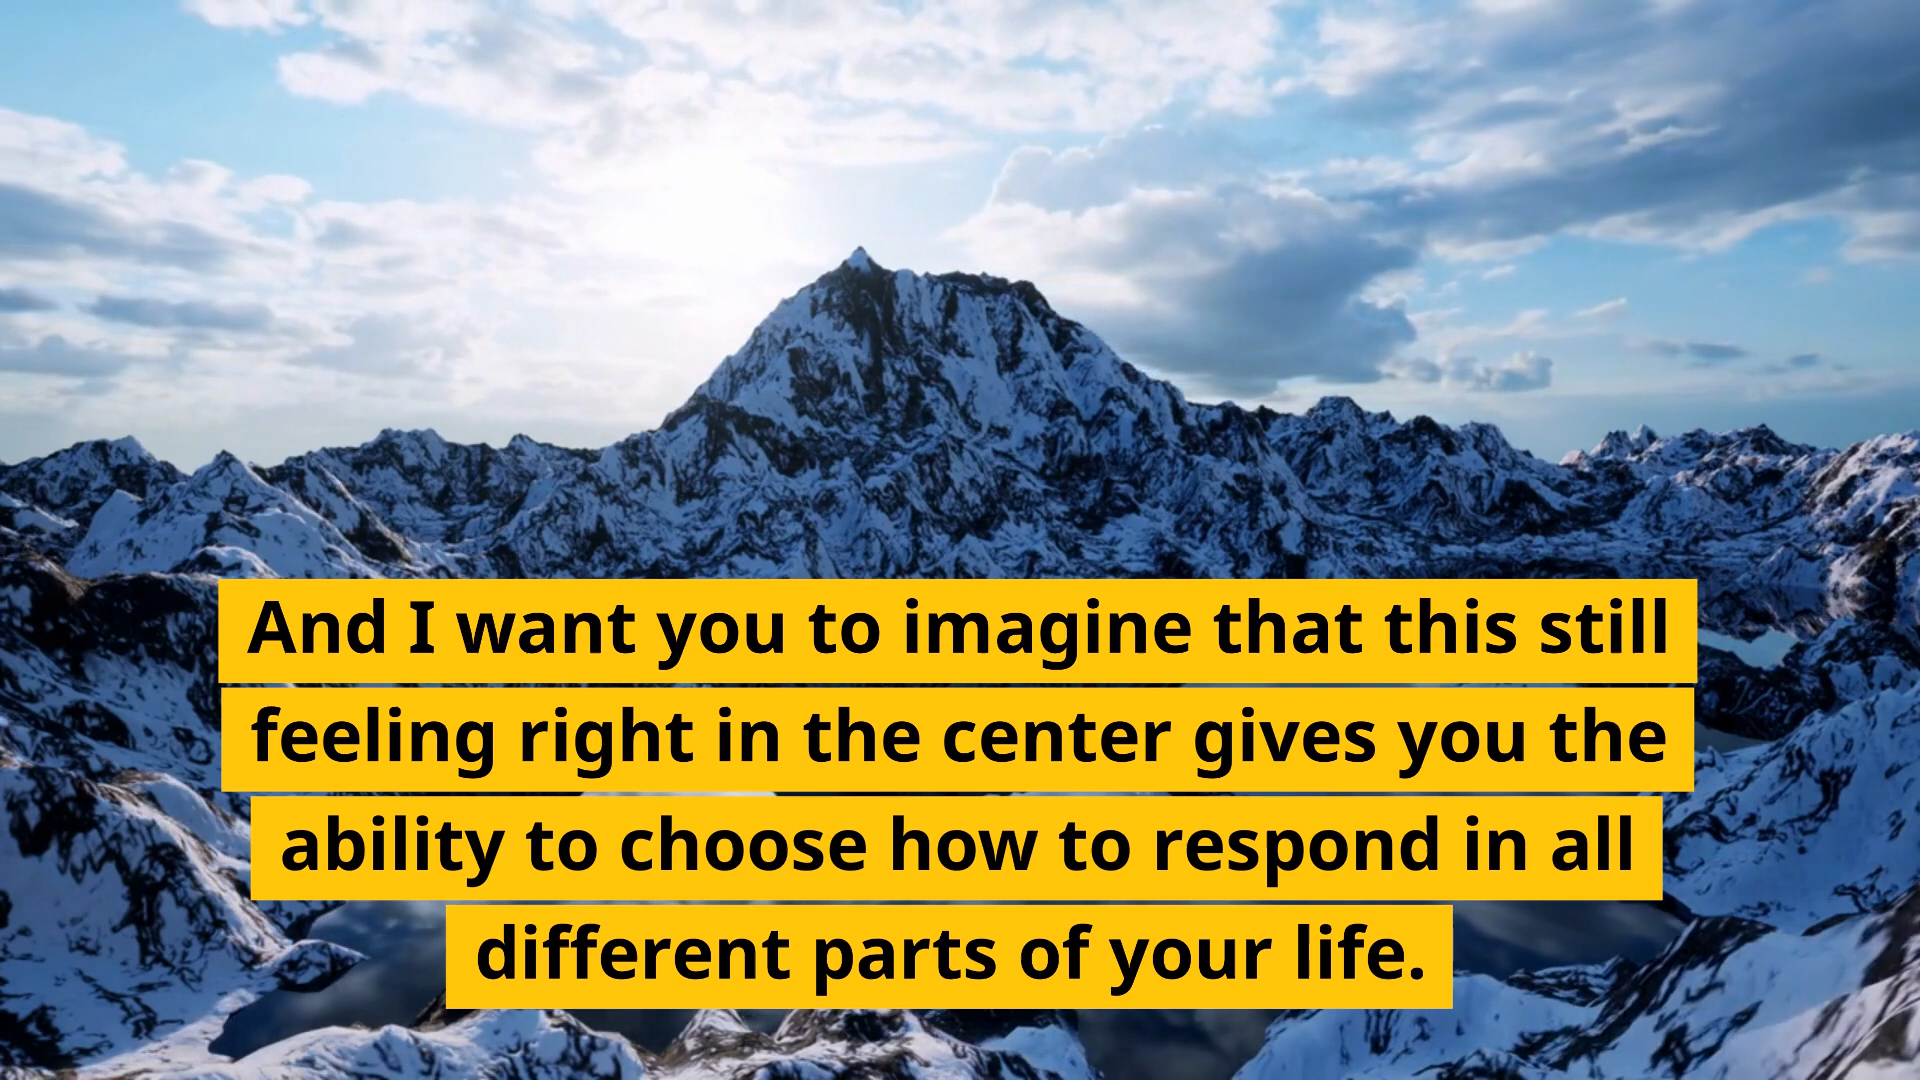 And I want you to imagine that this still
feeling right in the center gives you the
ability to choose how to respond in all
different parts of your life.